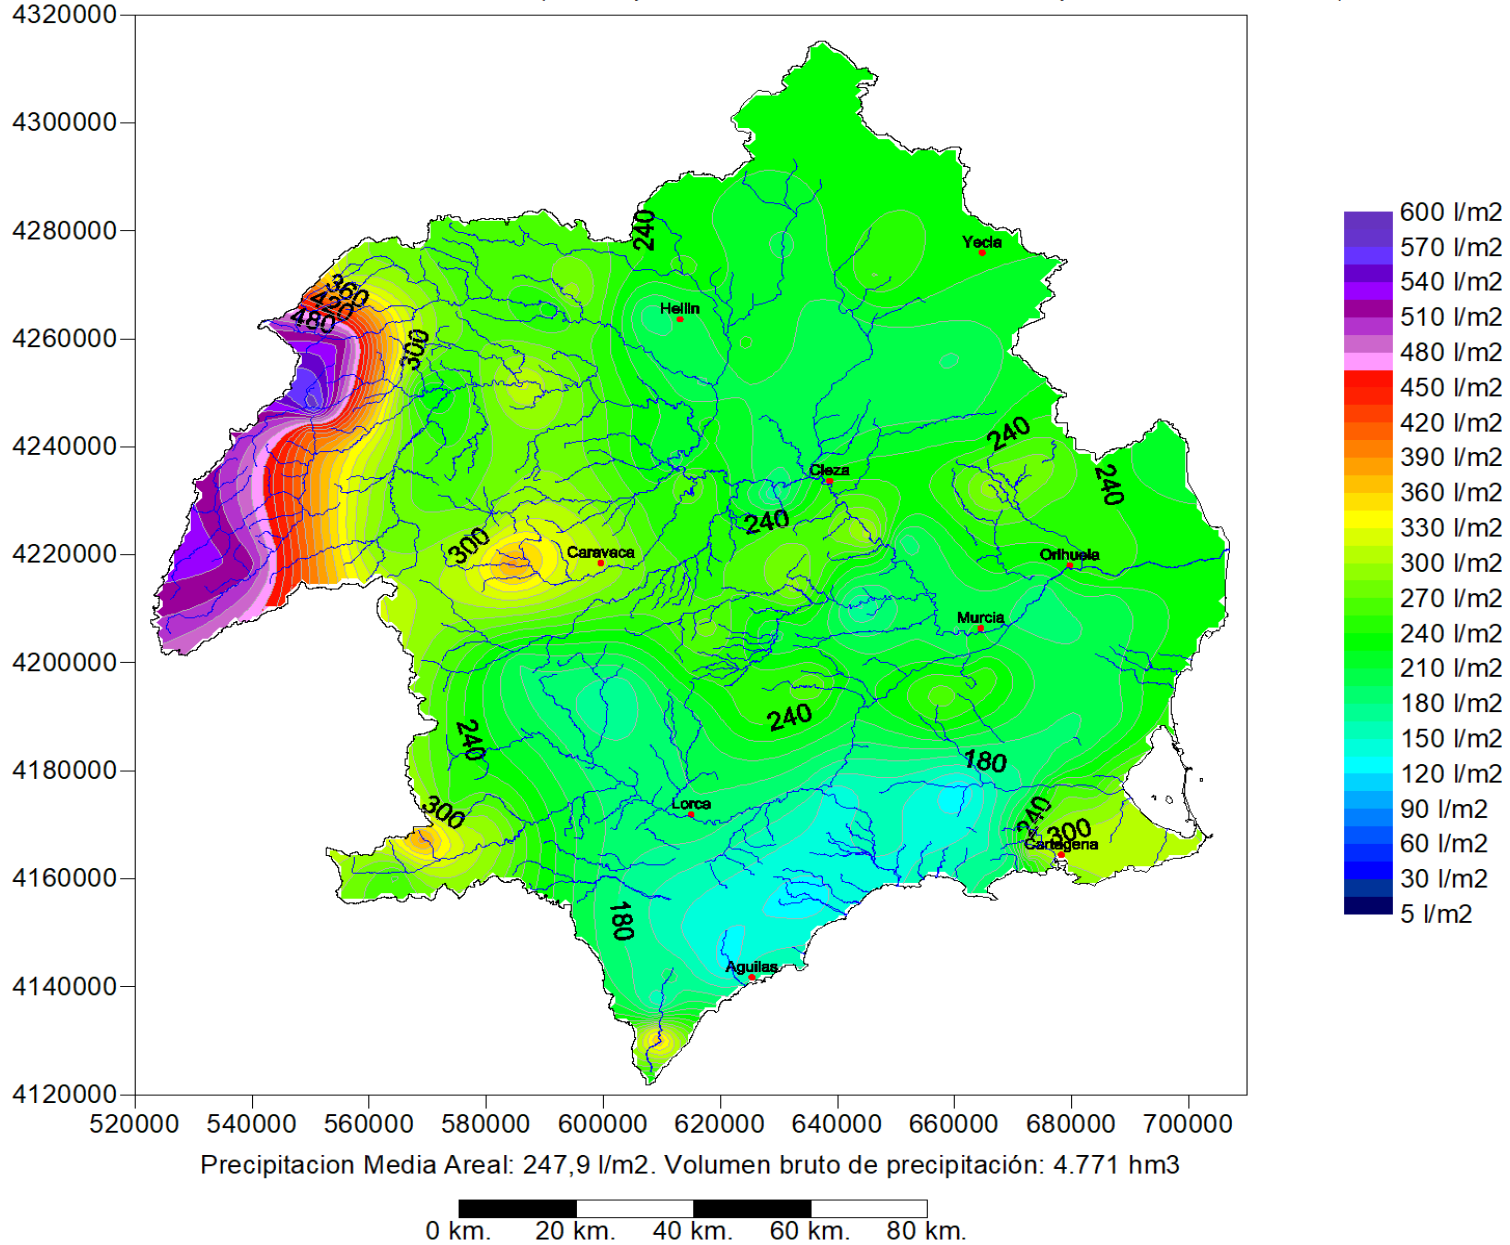 4320000
4300000
4280000
4260000
4240000
4220000
4200000
4180000
4160000
4140000
4120000
520000 540000 560000 580000 600000 620000 640000 660000 680000 700000
240
Yecla
360
420
480
300
Hellin
240
240
Cieza
240
300
Caravaca
Orihuela
Murcia
240
240
180
300
Lorca
240
300
Cartagena
180
Aguilas
600 l/m2
570 l/m2
540 l/m2
510 l/m2
480 l/m2
450 l/m2
420 l/m2
390 l/m2
360 l/m2
330 l/m2
300 l/m2
270 l/m2
240 l/m2
210 l/m2
180 l/m2
150 l/m2
120 l/m2
90 l/m2
60 l/m2
30 l/m2
5 l/m2
Precipitacion Media Areal: 247,9 l/m2. Volumen bruto de precipitación: 4.771 hm3
0 km. 20 km. 40 km. 60 km. 80 km.